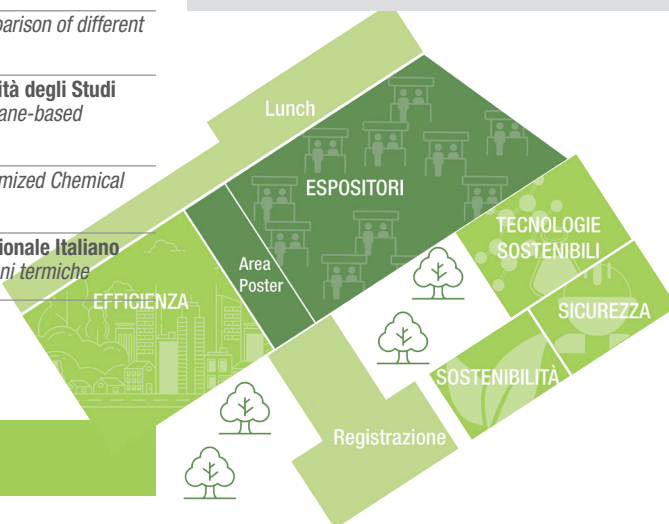 parison of different
ità degli Studi
ane-based
mized Chemical
ionale Italiano
ni termiche
Lunch
ESPOSITORI
Area
Poster
EFFICIENZA
TECNOLOGIE
SOSTENIBILI
SICUREZZA
SOSTENIBILITÀ
Registrazione